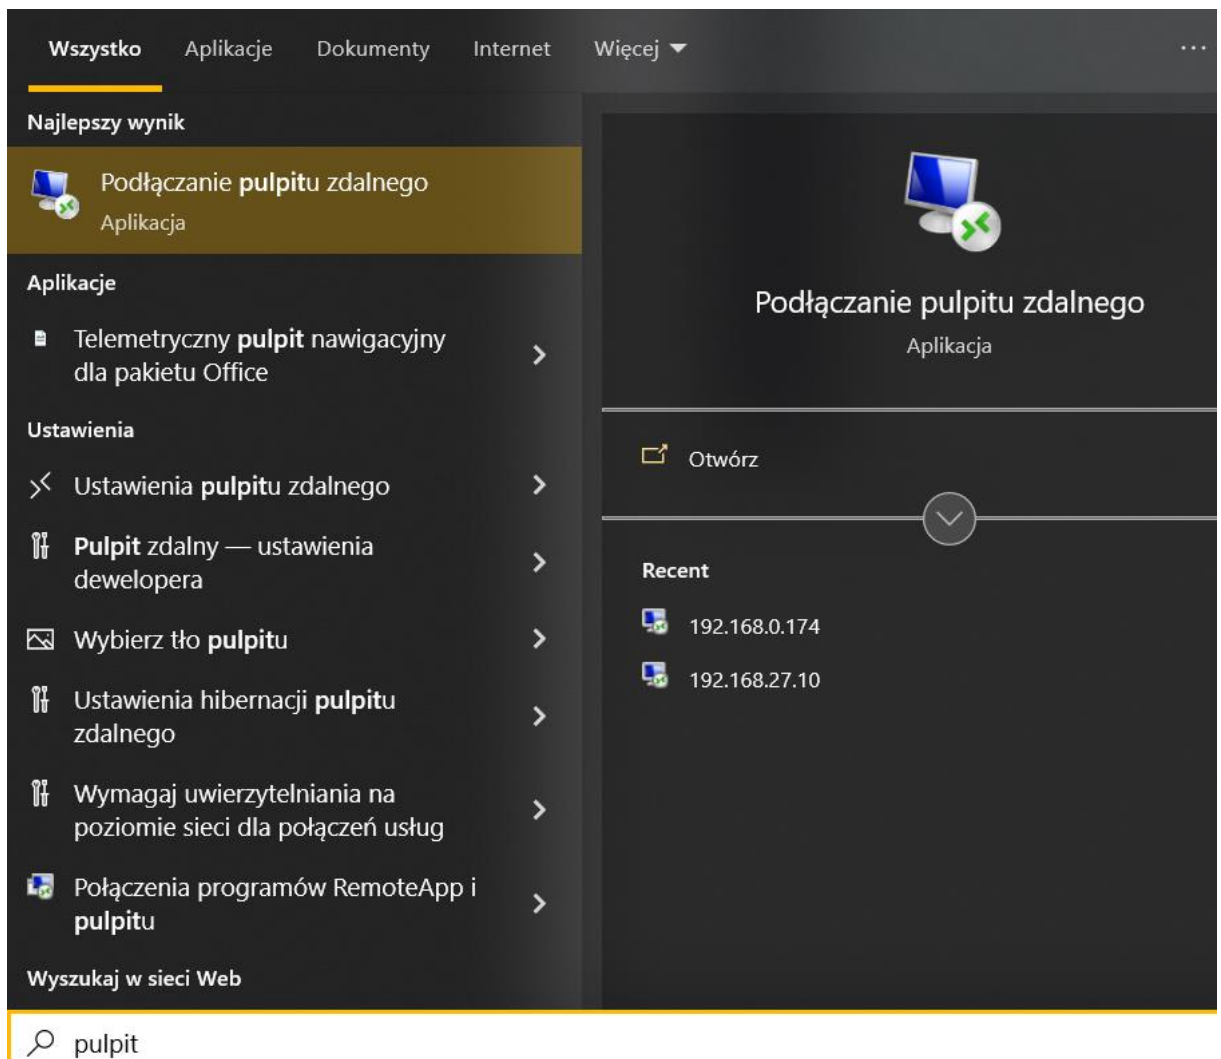 Wszystko Aplikacje Dokumenty Internet Więcej ...
Najlepszy wynik
Podłączanie pulpitu zdalnego
Aplikacja
Aplikacje
Telemetryczny pulpit nawigacyjny
dla pakietu Office
Ustawienia
Ustawienia pulpitu zdalnego
Pulpit zdalny — ustawienia
dewelopera
Wybierz tło pulpitu
Ustawienia hibernacji pulpitu
zdalnego
Wymagaj uwierzytelniania na
poziomie sieci dla połączeń usług
Połączenia programów RemoteApp i
pulpitu
Wyszukaj w sieci Web
Podłączanie pulpitu zdalnego
Aplikacja
Otwórz
Recent
192.168.0.174
192.168.27.10
pulpit